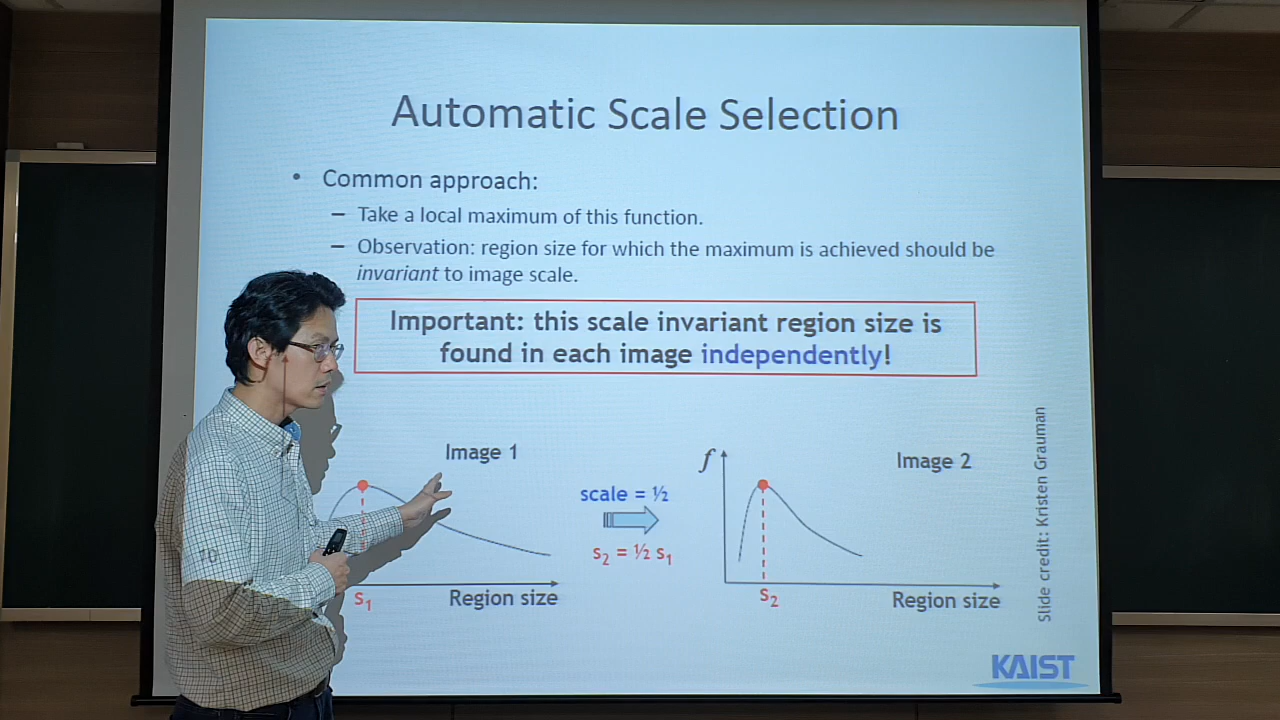 Automatic Scale Selection
• Common approach:
– Take a local maximum of this function.
– Observation: region size for which the maximum is achieved should be
invariant to image scale.
Important: this scale invariant region size is
found in each image independently!
Image 1
scale = ½
s₂ = ½ s₁
s₁
Region size
f
Image 2
s₂
Region size
Slide credit: Kristen Grauman
KAIST